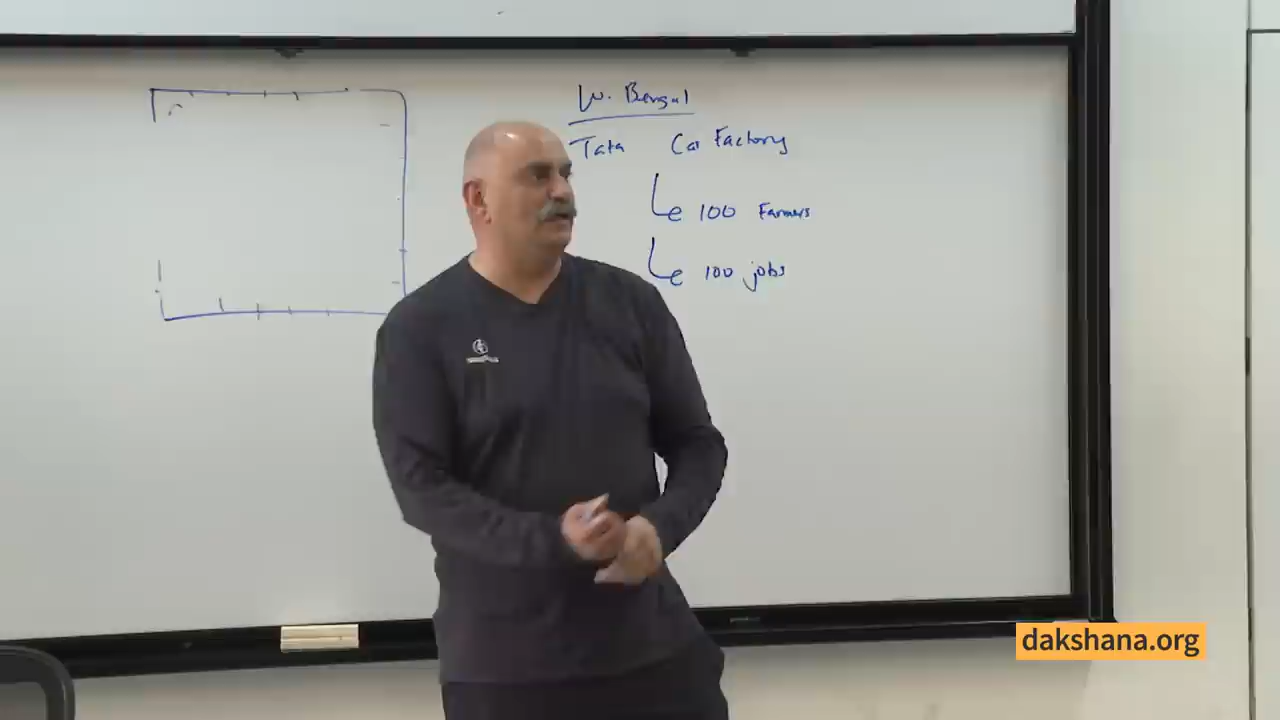 W. Bengal
Tata Car Factory
100 Farmers
100 jobs
dakshana.org